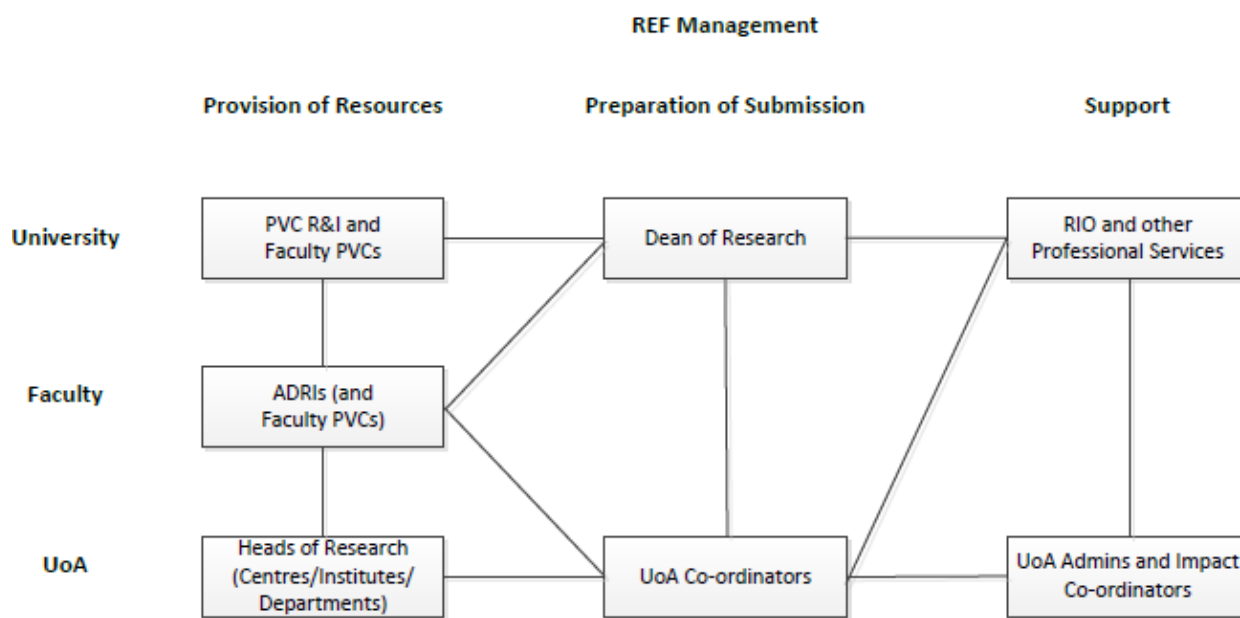 REF Management
Provision of Resources
Preparation of Submission
Support
University
PVC R&I and
Faculty PVCs
Dean of Research
RIO and other
Professional Services
Faculty
ADRIs (and
Faculty PVCs)
UoA
Heads of Research
(Centres/Institutes/
Departments)
UoA Co-ordinators
UoA Admins and Impact
Co-ordinators